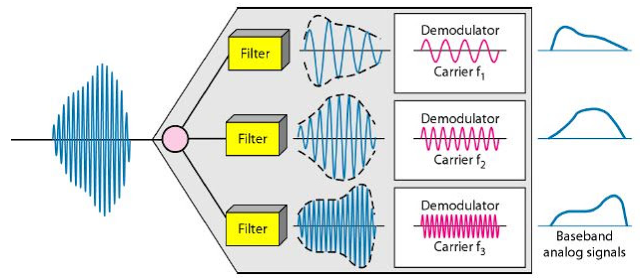 Filter
Demodulator
Carrier f1
Filter
Demodulator
Carrier f2
Filter
Demodulator
Carrier f3
Baseband
analog signals